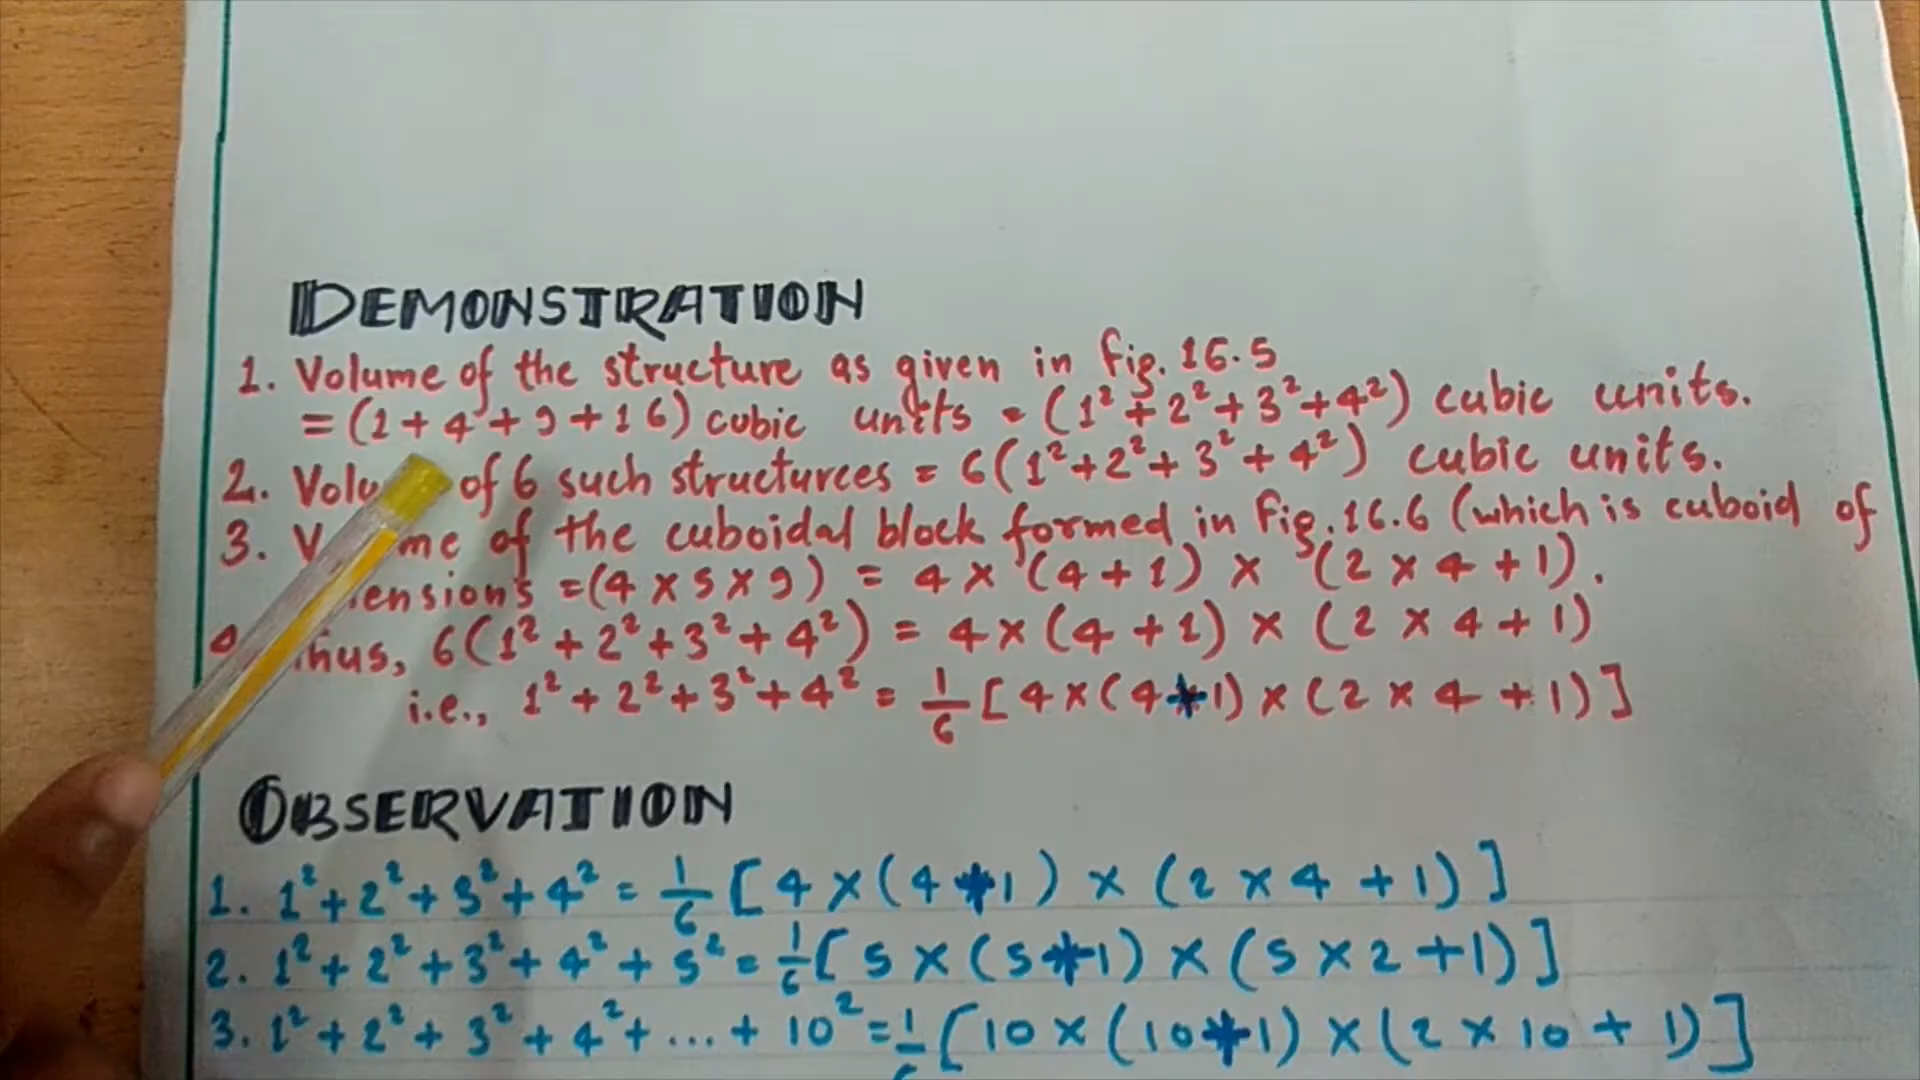 DEMONSTRATION
1. Volume of the structure as given in Fig. 16.5
= (1 + 4 + 9 + 16) cubic units = (1² + 2² + 3² + 4²) cubic units.
2. of 6 such structurces = 6(1² + 2² + 3² + 4²) cubic units.
3. of the cuboidal block formed in Fig. 16.6 (which is cuboid of
= (4 × 5 × 9) = 4 × (4 + 1) × (2 × 4 + 1).
6(1² + 2² + 3² + 4²) = 4 × (4 + 1) × (2 × 4 + 1)
i.e., 1² + 2² + 3² + 4² = 1/6 [4 × (4 + 1) × (2 × 4 + 1)]
OBSERVATION
1. 1² + 2² + 3² + 4² = 1/6 [4 × (4 + 1) × (2 × 4 + 1)]
2. 1² + 2² + 3² + 4² + 5² = 1/6 [5 × (5 + 1) × (5 × 2 + 1)]
3. 1² + 2² + 3² + 4² + ... + 10² = 1/6 [10 × (10 + 1) × (2 × 10 + 1)]